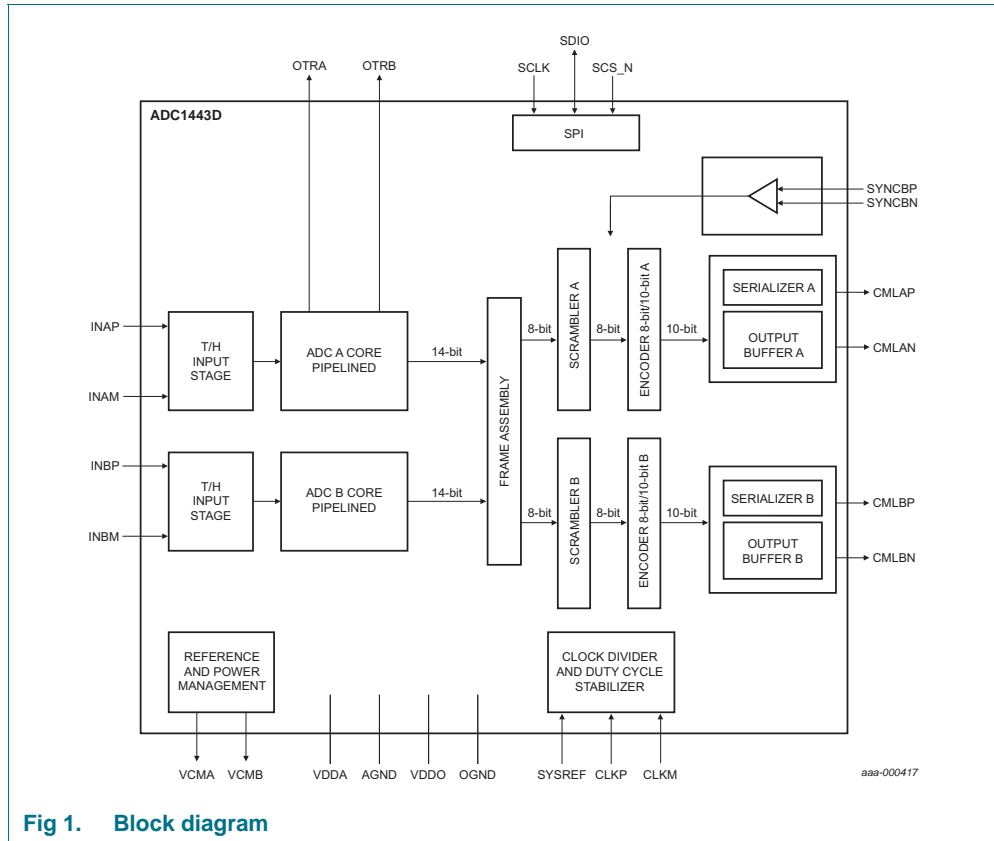 SDIO
OTRA OTRB SCLK SCS_N
ADC1443D
SPI
SYNCBP
SYNCBN
SCRAMBLER A
ENCODER 8-bit/10-bit A
SERIALIZER A
CMLAP
INAP
T/H
INPUT
STAGE
ADC A CORE
PIPELINED
14-bit
8-bit
8-bit
10-bit
OUTPUT
BUFFER A
CMLAN
INAM
FRAME ASSEMBLY
INBP
T/H
INPUT
STAGE
ADC B CORE
PIPELINED
14-bit
8-bit
SCRAMBLER B
8-bit
ENCODER 8-bit/10-bit B
10-bit
SERIALIZER B
CMLBP
INBM
OUTPUT
BUFFER B
CMLBN
REFERENCE
AND POWER
MANAGEMENT
CLOCK DIVIDER
AND DUTY CYCLE
STABILIZER
VCMA VCMB VDDA AGND VDDO OGND SYSREF CLKP CLKM
aaa-000417
Fig 1. Block diagram